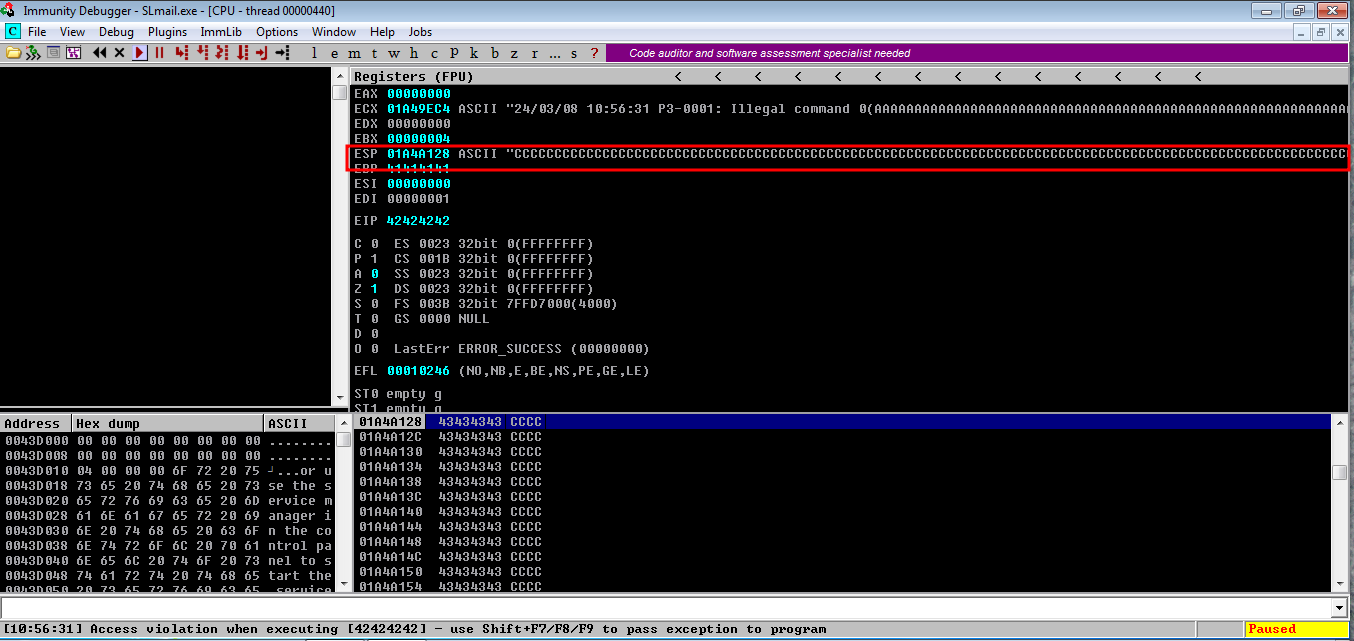 Immunity Debugger - SLmail.exe - [CPU - thread 00000440]
C File View Debug Plugins ImmLib Options Window Help Jobs
l e m t w h c P k b z r ... s ? Code auditor and software assessment specialist needed
Registers (FPU) < < < < < < < < < < < < < <
EAX 00000000
ECX 01A49EC4 ASCII "24/03/08 10:56:31 P3-0001: Illegal command 0(AAAAAAAAAAAAAAAAAAAAAAAAAAAAAAAAAAAAAAAAAAAAAAAAAAAAAAAAAAA
EDX 00000000
EBX 00000004
ESP 01A4A128 ASCII "CCCCCCCCCCCCCCCCCCCCCCCCCCCCCCCCCCCCCCCCCCCCCCCCCCCCCCCCCCCCCCCCCCCCCCCCCCCCCCCCCCCCCCCCCCCCCCCCCCCCCCCC
EBP 41414141
ESI 00000000
EDI 00000001
EIP 42424242
C 0 ES 0023 32bit 0(FFFFFFFF)
P 1 CS 001B 32bit 0(FFFFFFFF)
A 0 SS 0023 32bit 0(FFFFFFFF)
Z 1 DS 0023 32bit 0(FFFFFFFF)
S 0 FS 003B 32bit 7FFD7000(4000)
T 0 GS 0000 NULL
D 0
O 0 LastErr ERROR_SUCCESS (00000000)
EFL 00010246 (NO,NB,E,BE,NS,PE,GE,LE)
ST0 empty g
ST1 empty g
Address Hex dump ASCII
0043D000 00 00 00 00 00 00 00 00 ........
0043D008 00 00 00 00 00 00 00 00 ........
0043D010 04 00 00 00 6F 72 20 75 ┘...or u
0043D018 73 65 20 74 68 65 20 73 se the s
0043D020 65 72 76 69 63 65 20 6D ervice m
0043D028 61 6E 61 67 65 72 20 69 anager i
0043D030 6E 20 74 68 65 20 63 6F n the co
0043D038 6E 74 72 6F 6C 20 70 61 ntrol pa
0043D040 6E 65 6C 20 74 6F 20 73 nel to s
0043D048 74 61 72 74 20 74 68 65 tart the
0043D050 20 73 65 72 76 69 63 65 service
01A4A128 43434343 CCCC
01A4A12C 43434343 CCCC
01A4A130 43434343 CCCC
01A4A134 43434343 CCCC
01A4A138 43434343 CCCC
01A4A13C 43434343 CCCC
01A4A140 43434343 CCCC
01A4A144 43434343 CCCC
01A4A148 43434343 CCCC
01A4A14C 43434343 CCCC
01A4A150 43434343 CCCC
01A4A154 43434343 CCCC
[10:56:31] Access violation when executing [42424242] - use Shift+F7/F8/F9 to pass exception to program
Paused